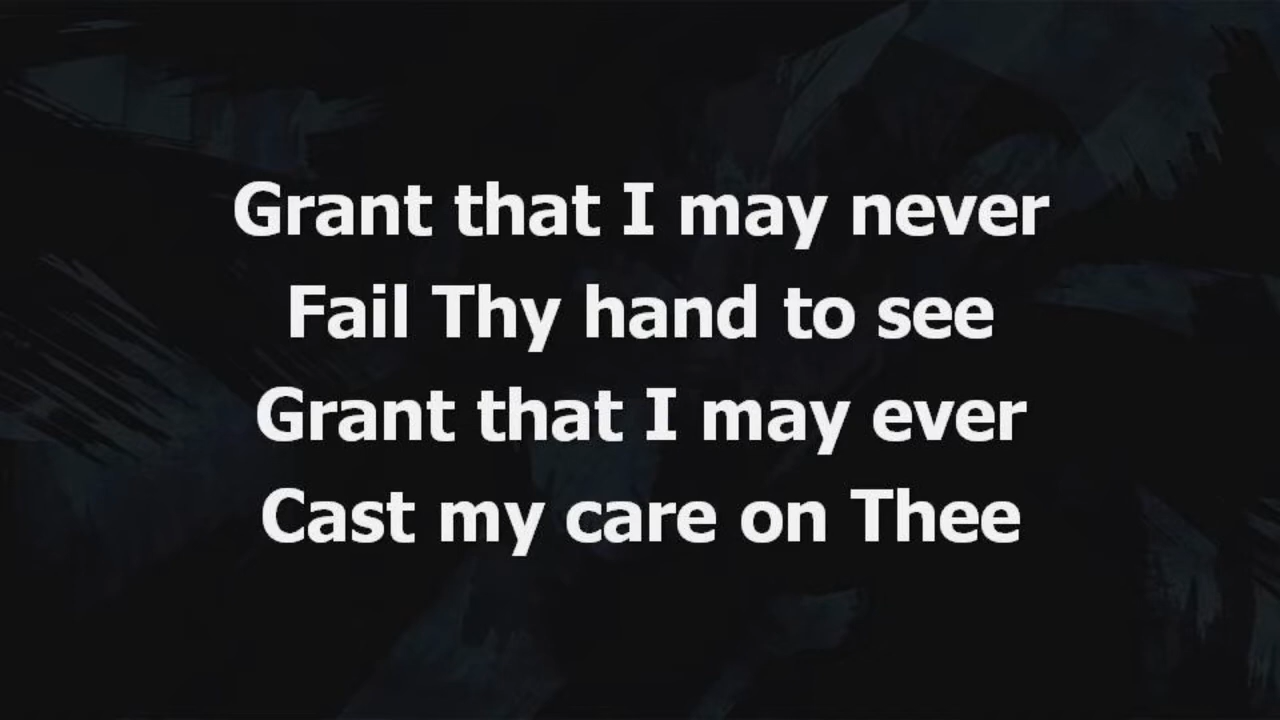 Grant that I may never
Fail Thy hand to see
Grant that I may ever
Cast my care on Thee